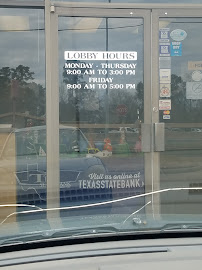 LOBBY HOURS
MONDAY - THURSDAY
9:00 AM TO 3:00 PM
FRIDAY
9:00 AM TO 5:00 PM
Visit us online at
TEXASSTATEBANK